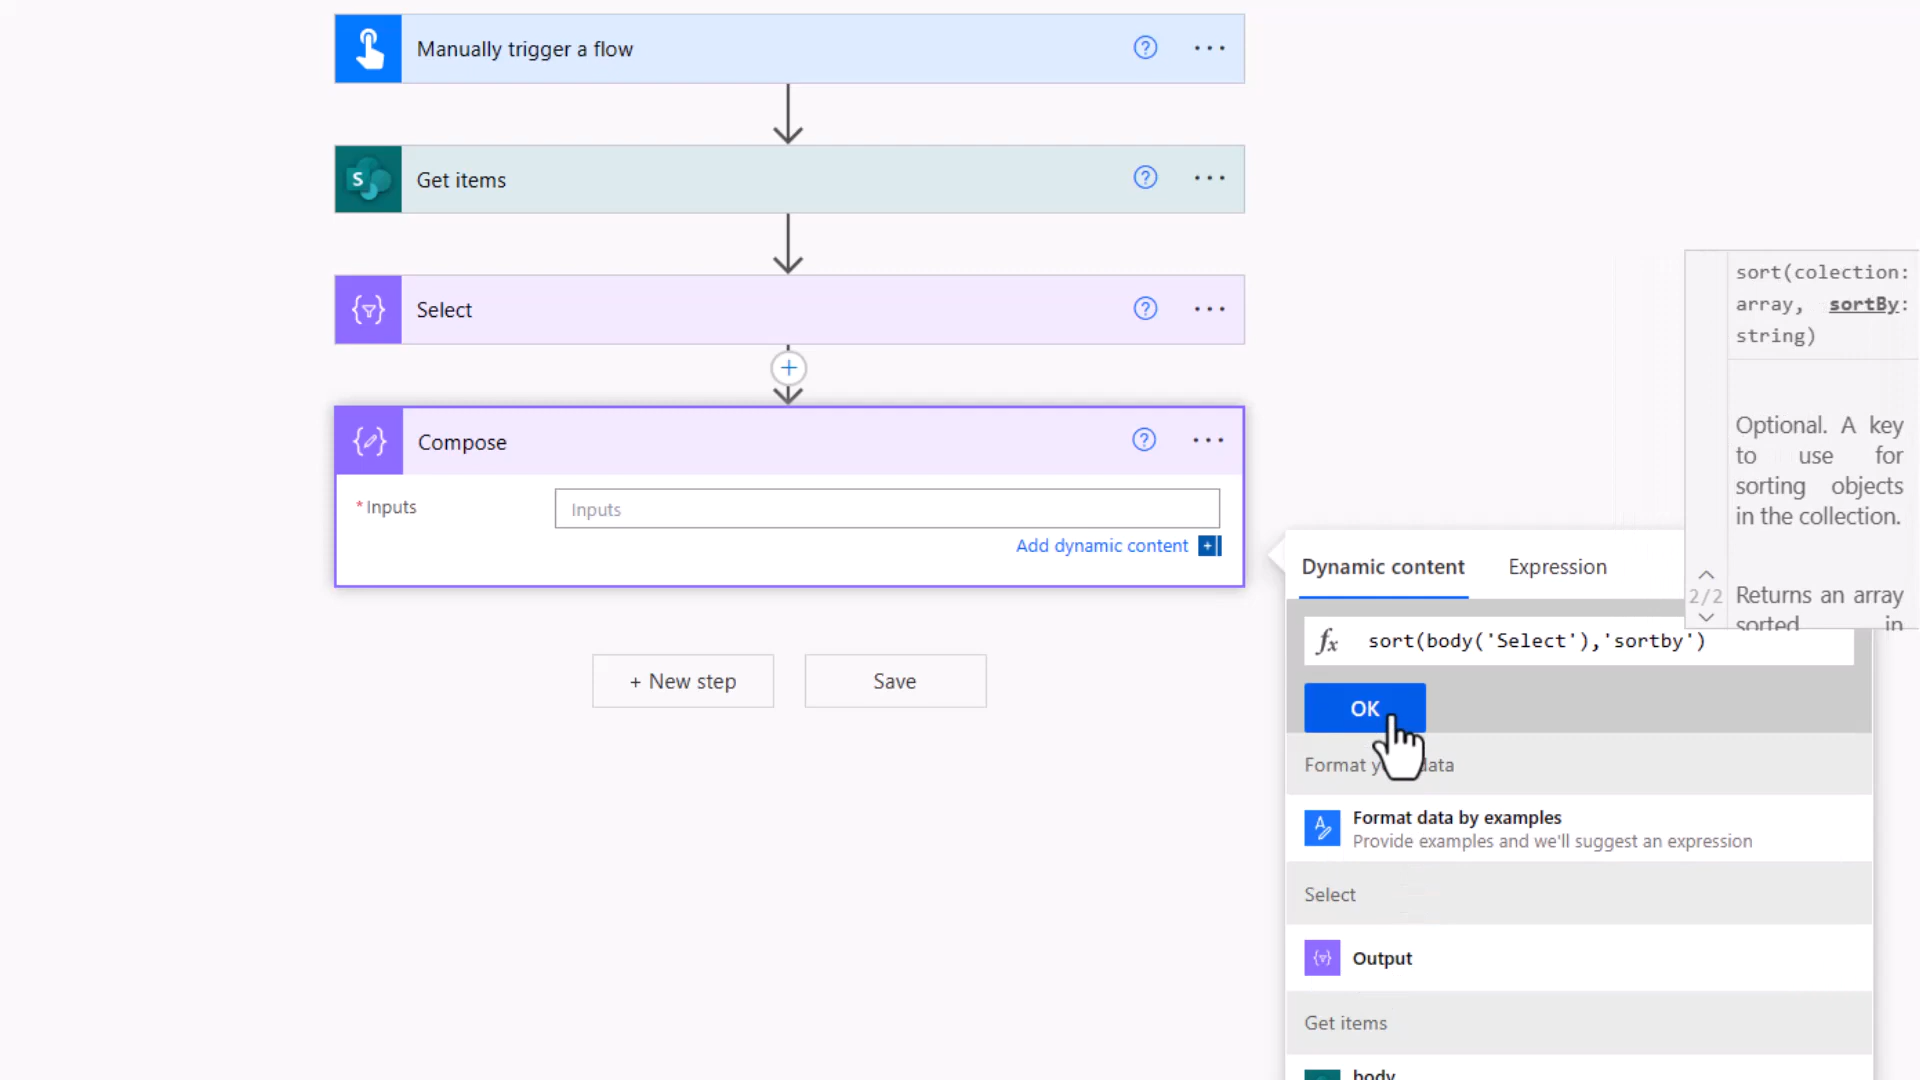 Manually trigger a flow
Get items
Select
Compose
* Inputs
Inputs
Add dynamic content
+ New step
Save
sort(colection:
array, sortBy:
string)
Optional. A key
to use for
sorting objects
in the collection.
2/2
Returns an array
sorted in
Dynamic content
Expression
fx
sort(body('Select'),'sortby')
OK
Format data
Format data by examples
Provide examples and we'll suggest an expression
Select
Output
Get items
body